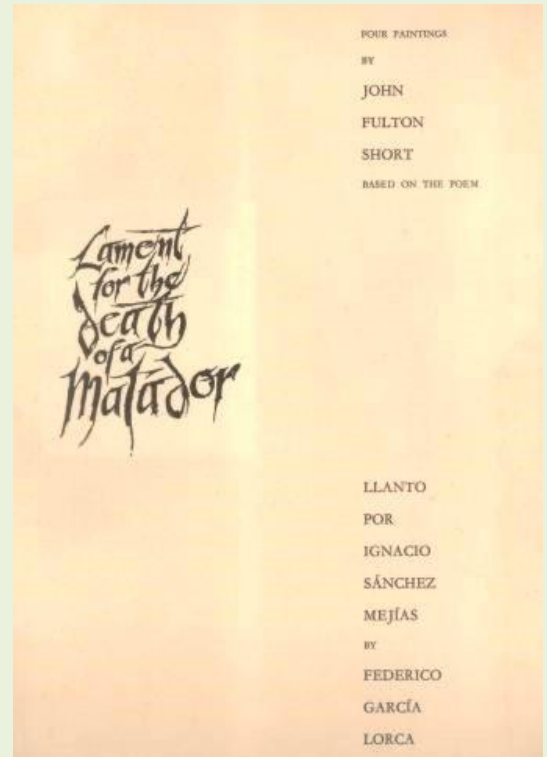 FOUR PAINTINGS
BY
JOHN
FULTON
SHORT
BASED ON THE POEM
Lament
for the
death
of a
Matador
LLANTO
POR
IGNACIO
SÁNCHEZ
MEJÍAS
BY
FEDERICO
GARCÍA
LORCA